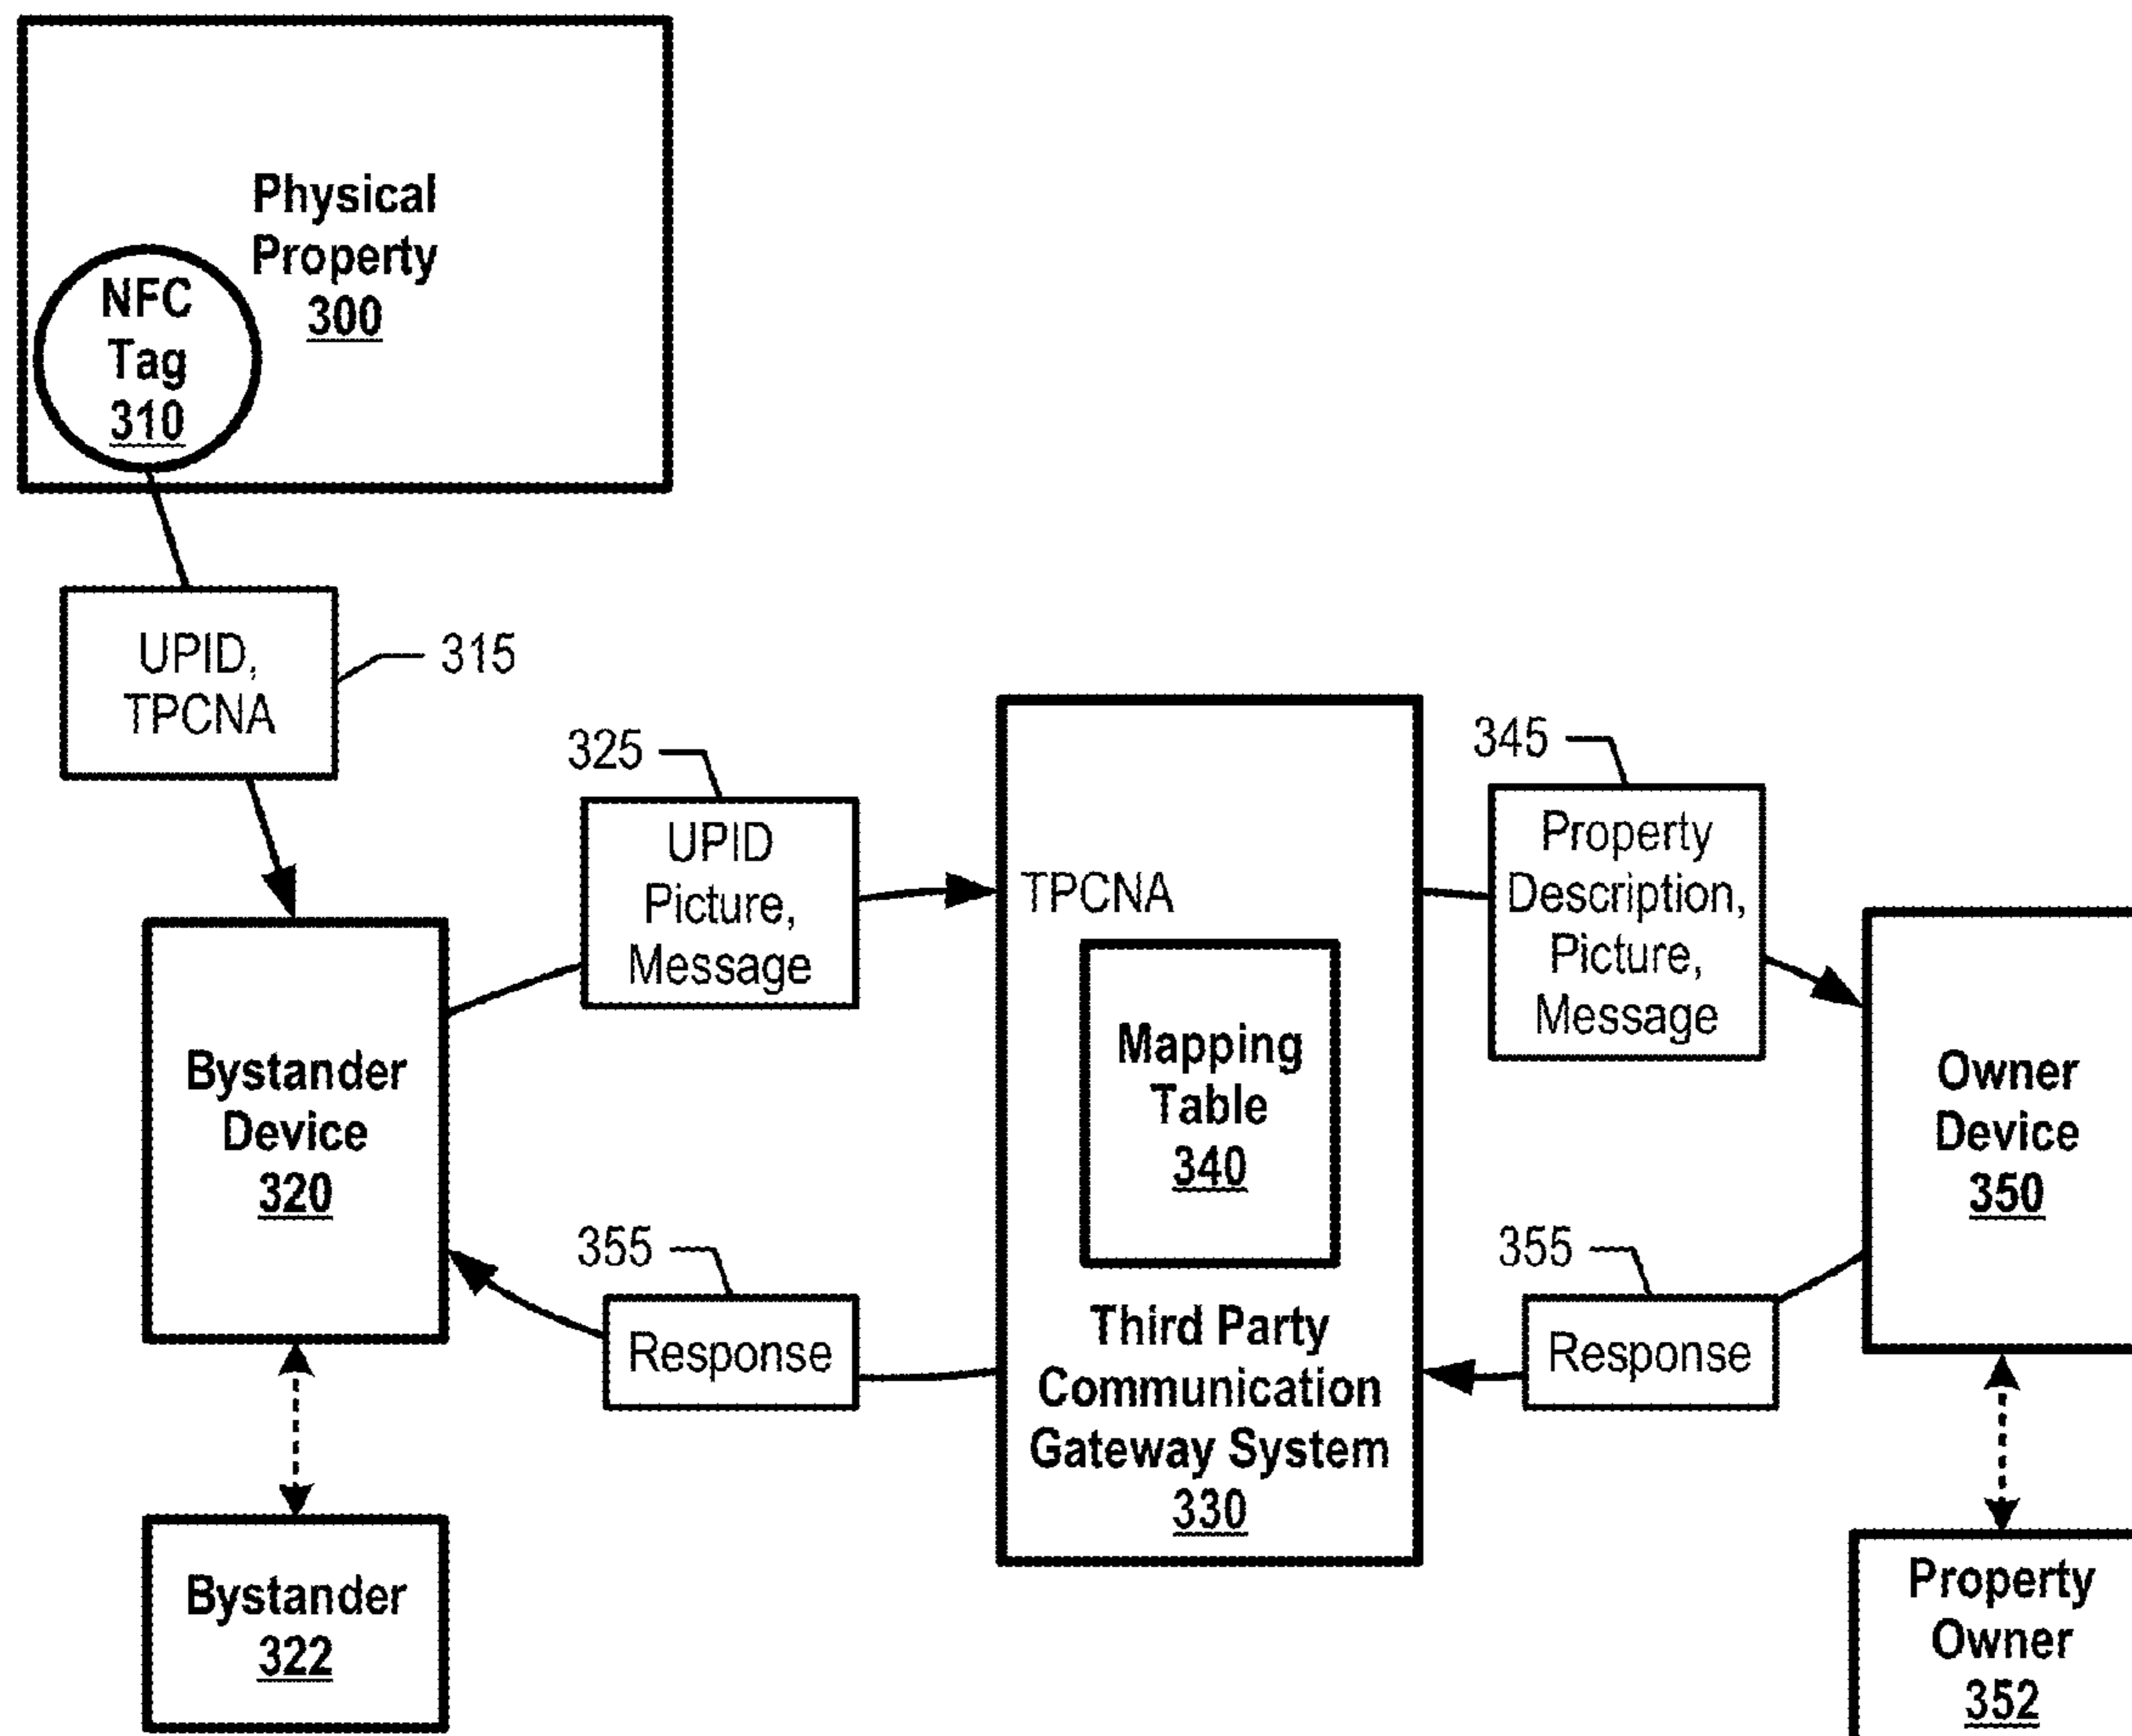 Physical
Property
300
NFC
Tag
310
UPID,
TPCNA
315
325
UPID
Picture,
Message
TPCNA
345
Property
Description,
Picture,
Message
Bystander
Device
320
Mapping
Table
340
Owner
Device
350
355
Response
Third Party
Communication
Gateway System
330
355
Response
Bystander
322
Property
Owner
352